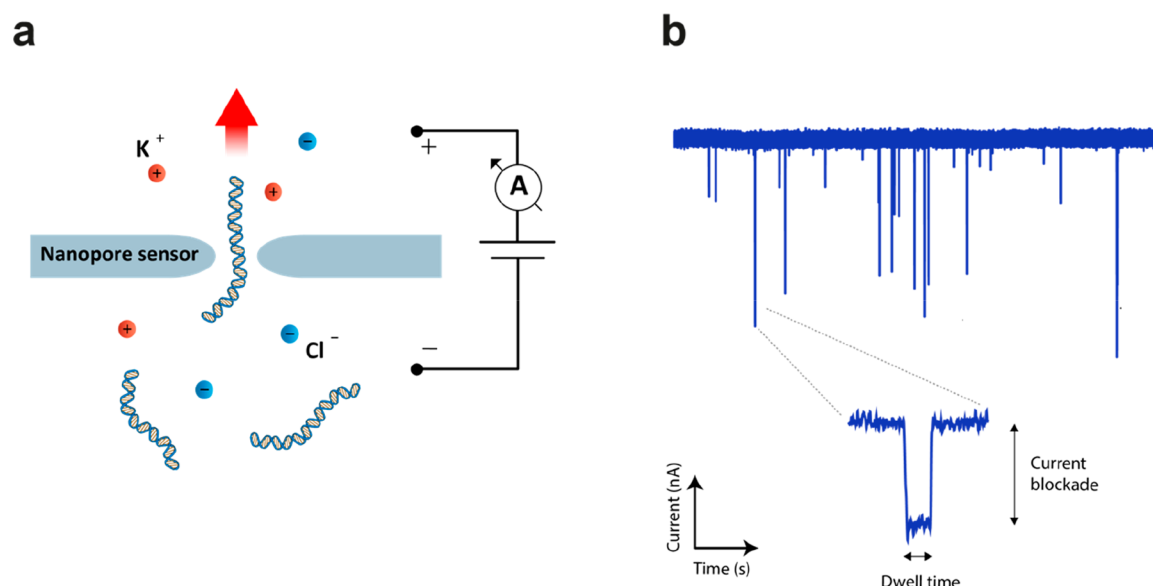 a
b
K +
+
−
+
+
A
Nanopore sensor
+
−
Cl −
−
−
Current
blockade
Current (nA)
Time (s)
Dwell time